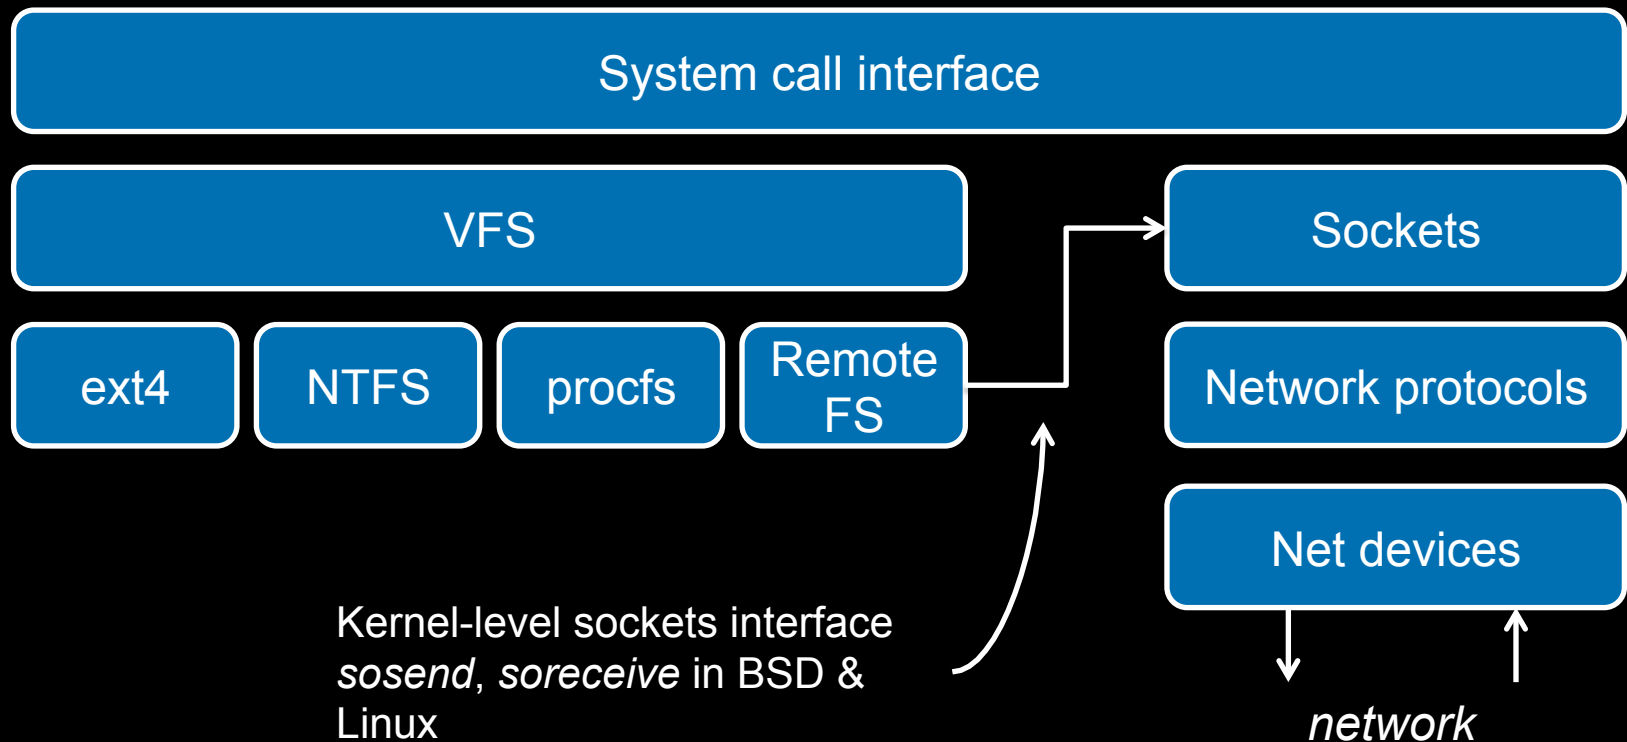 System call interface
VFS
Sockets
ext4
NTFS
procfs
Remote
FS
Network protocols
Net devices
Kernel-level sockets interface
sosend, soreceive in BSD &
Linux
network